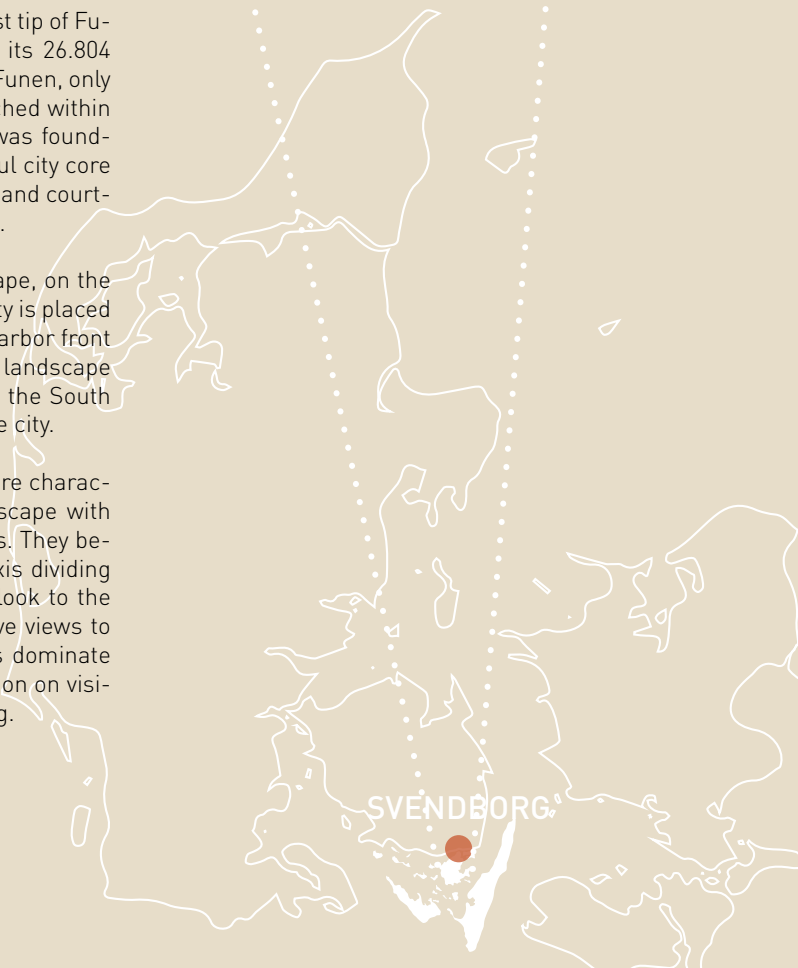 st tip of Fu-
its 26.804
Funen, only
ched within
was found-
ul city core
and court-
.
ape, on the
ty is placed
arbor front
landscape
the South
e city.
re charac-
scape with
s. They be-
xis dividing
look to the
ve views to
s dominate
on on visi-
g.
SVENDBORG